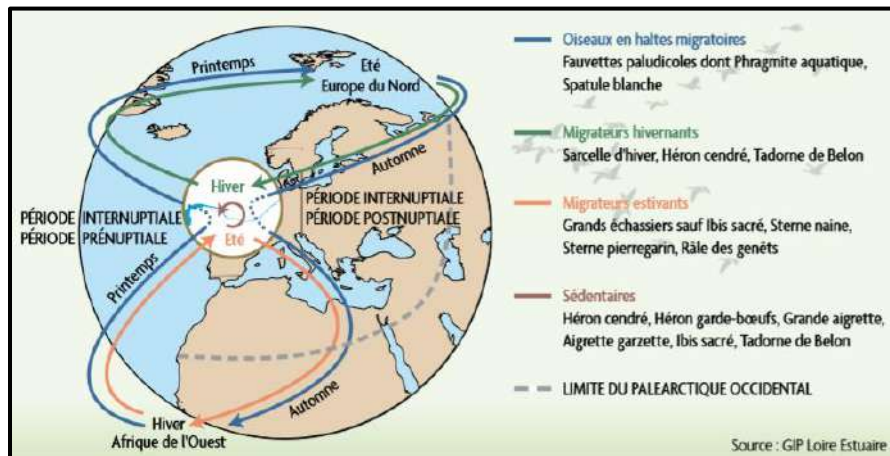 Printemps
Eté
Europe du Nord
Automne
Hiver
PÉRIODE INTERNUPTIALE
PÉRIODE PRÉNUPTIALE
PÉRIODE INTERNUPTIALE
PÉRIODE POSTNUPTIALE
Eté
Printemps
Automne
Hiver
Afrique de l'Ouest
Oiseaux en haltes migratoires
Fauvettes paludicoles dont Phragmite aquatique,
Spatule blanche
Migrateurs hivernants
Sarcelle d'hiver, Héron cendré, Tadorne de Belon
Migrateurs estivants
Grands échassiers sauf Ibis sacré, Sterne naine,
Sterne pierregarin, Râle des genêts
Sédentaires
Héron cendré, Héron garde-bœufs, Grande aigrette,
Aigrette garzette, Ibis sacré, Tadorne de Belon
LIMITE DU PALEARCTIQUE OCCIDENTAL
Source : GIP Loire Estuaire